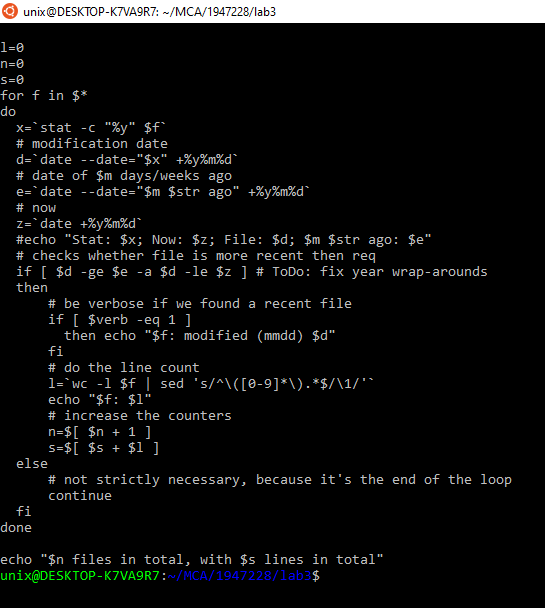 unix@DESKTOP-K7VA9R7: ~/MCA/1947228/lab3
l=0
n=0
s=0
for f in $*
do
  x=`stat -c "%y" $f`
  # modification date
  d=`date --date="$x" +%y%m%d`
  # date of $m days/weeks ago
  e=`date --date="$m $str ago" +%y%m%d`
  # now
  z=`date +%y%m%d`
  #echo "Stat: $x; Now: $z; File: $d; $m $str ago: $e"
  # checks whether file is more recent then req
  if [ $d -ge $e -a $d -le $z ] # ToDo: fix year wrap-arounds
  then
      # be verbose if we found a recent file
      if [ $verb -eq 1 ]
        then echo "$f: modified (mmdd) $d"
      fi
      # do the line count
      l=`wc -l $f | sed 's/^\([0-9]*\).*$/\1/'`
      echo "$f: $l"
      # increase the counters
      n=$[ $n + 1 ]
      s=$[ $s + $l ]
  else
      # not strictly necessary, because it's the end of the loop
      continue
  fi
done
echo "$n files in total, with $s lines in total"
unix@DESKTOP-K7VA9R7:~/MCA/1947228/lab3$